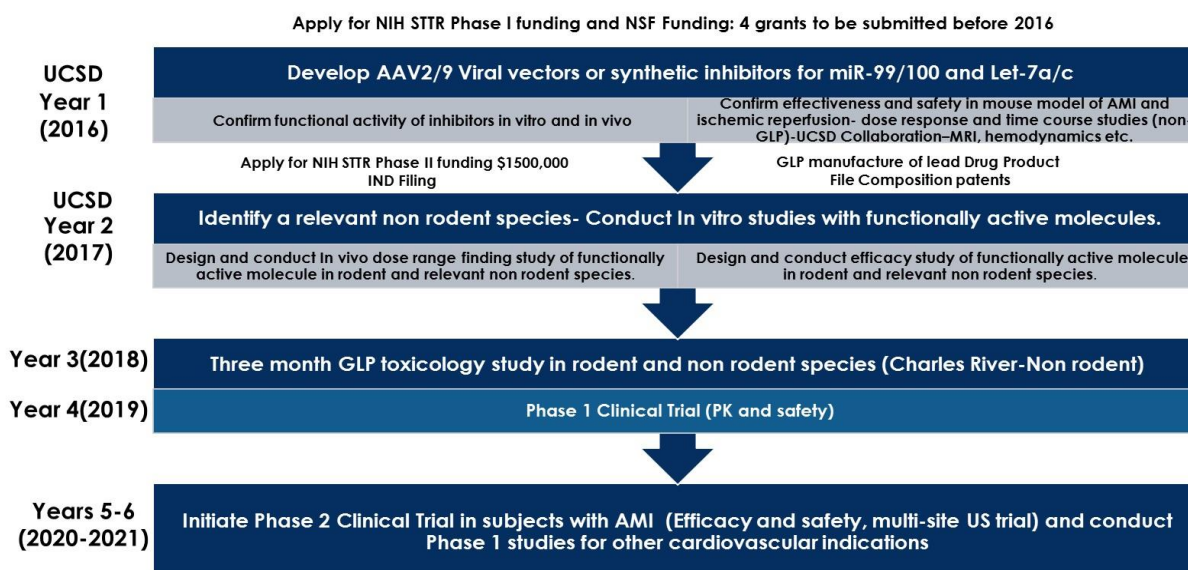 Apply for NIH STTR Phase I funding and NSF Funding: 4 grants to be submitted before 2016
UCSD
Year 1
(2016)
Develop AAV2/9 Viral vectors or synthetic inhibitors for miR-99/100 and Let-7a/c
Confirm functional activity of inhibitors in vitro and in vivo
Confirm effectiveness and safety in mouse model of AMI and
ischemic reperfusion- dose response and time course studies (non-
GLP)-UCSD Collaboration–MRI, hemodynamics etc.
Apply for NIH STTR Phase II funding $1500,000
IND Filing
GLP manufacture of lead Drug Product
File Composition patents
UCSD
Year 2
(2017)
Identify a relevant non rodent species- Conduct In vitro studies with functionally active molecules.
Design and conduct In vivo dose range finding study of functionally
active molecule in rodent and relevant non rodent species.
Design and conduct efficacy study of functionally active molecule
in rodent and relevant non rodent species.
Year 3(2018)
Three month GLP toxicology study in rodent and non rodent species (Charles River-Non rodent)
Year 4(2019)
Phase 1 Clinical Trial (PK and safety)
Years 5-6
(2020-2021)
Initiate Phase 2 Clinical Trial in subjects with AMI (Efficacy and safety, multi-site US trial) and conduct
Phase 1 studies for other cardiovascular indications